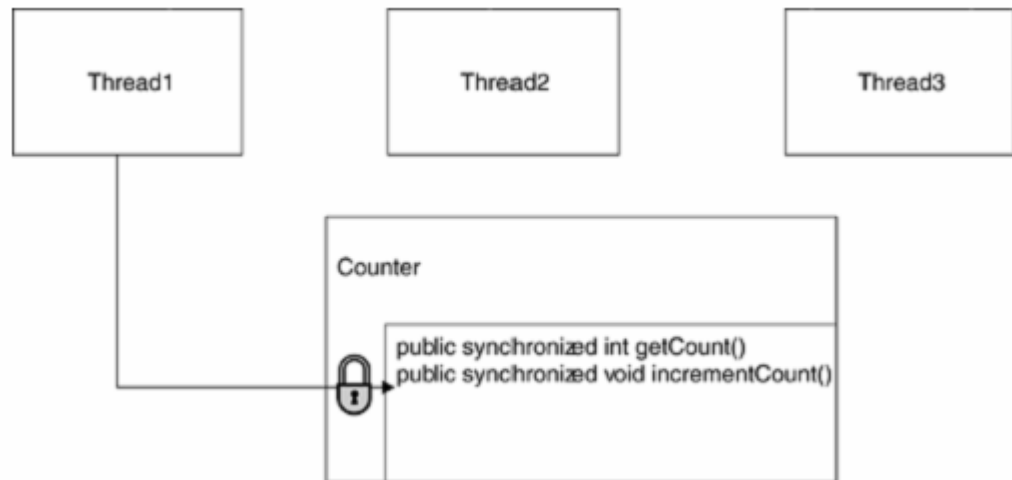 Thread1
Thread2
Thread3
Counter
public synchronized int getCount()
public synchronized void incrementCount()